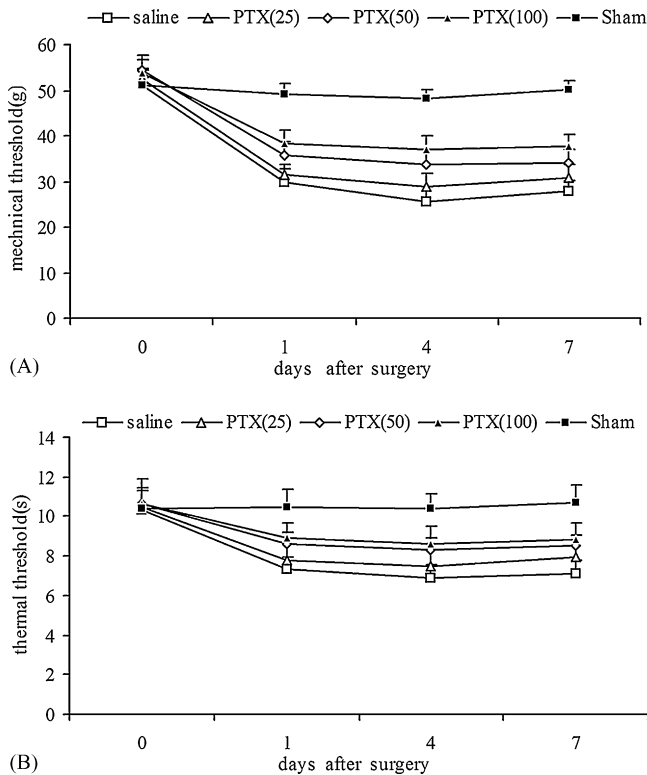 saline PTX(25) PTX(50) PTX(100) Sham
60
50
40
30
20
10
0
mechnical threshold(g)
0 1 4 7
days after surgery
(A)
saline PTX(25) PTX(50) PTX(100) Sham
14
12
10
8
6
4
2
0
thermal threshold(s)
0 1 4 7
days after surgery
(B)